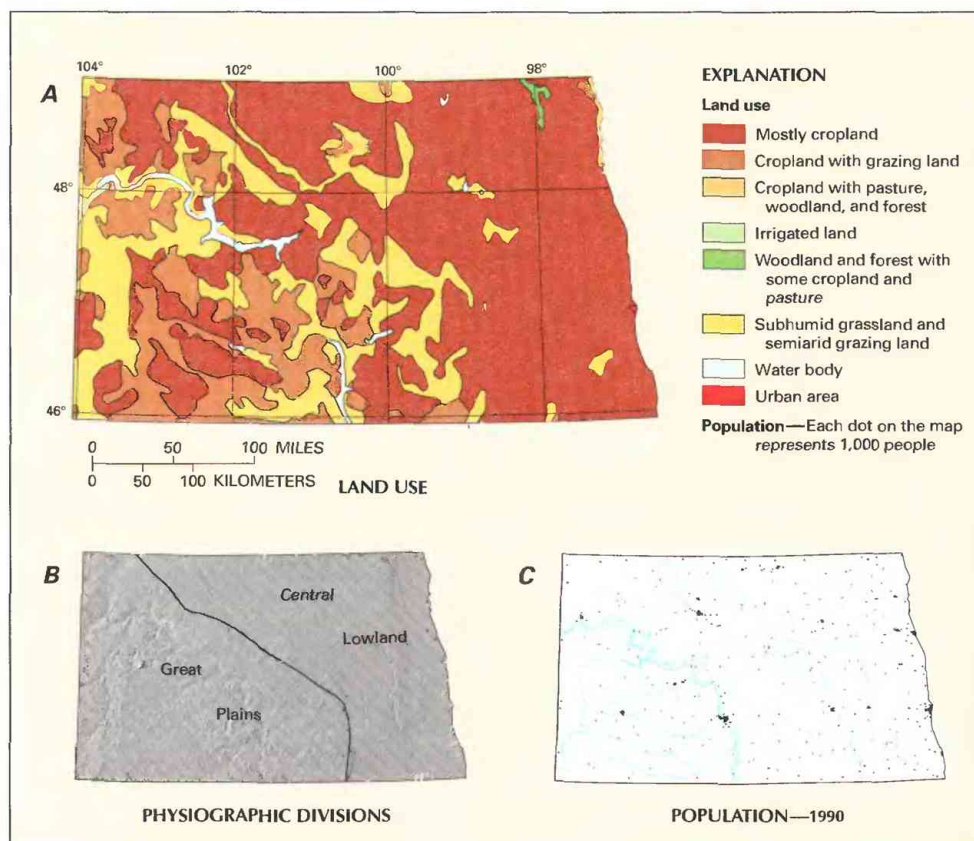 A
104°
102°
100°
98°
48°
46°
0 50 100 MILES
0 50 100 KILOMETERS
LAND USE
EXPLANATION
Land use
Mostly cropland
Cropland with grazing land
Cropland with pasture,
woodland, and forest
Irrigated land
Woodland and forest with
some cropland and
pasture
Subhumid grassland and
semiarid grazing land
Water body
Urban area
Population—Each dot on the map
represents 1,000 people
B
Central
Lowland
Great
Plains
PHYSIOGRAPHIC DIVISIONS
C
POPULATION—1990